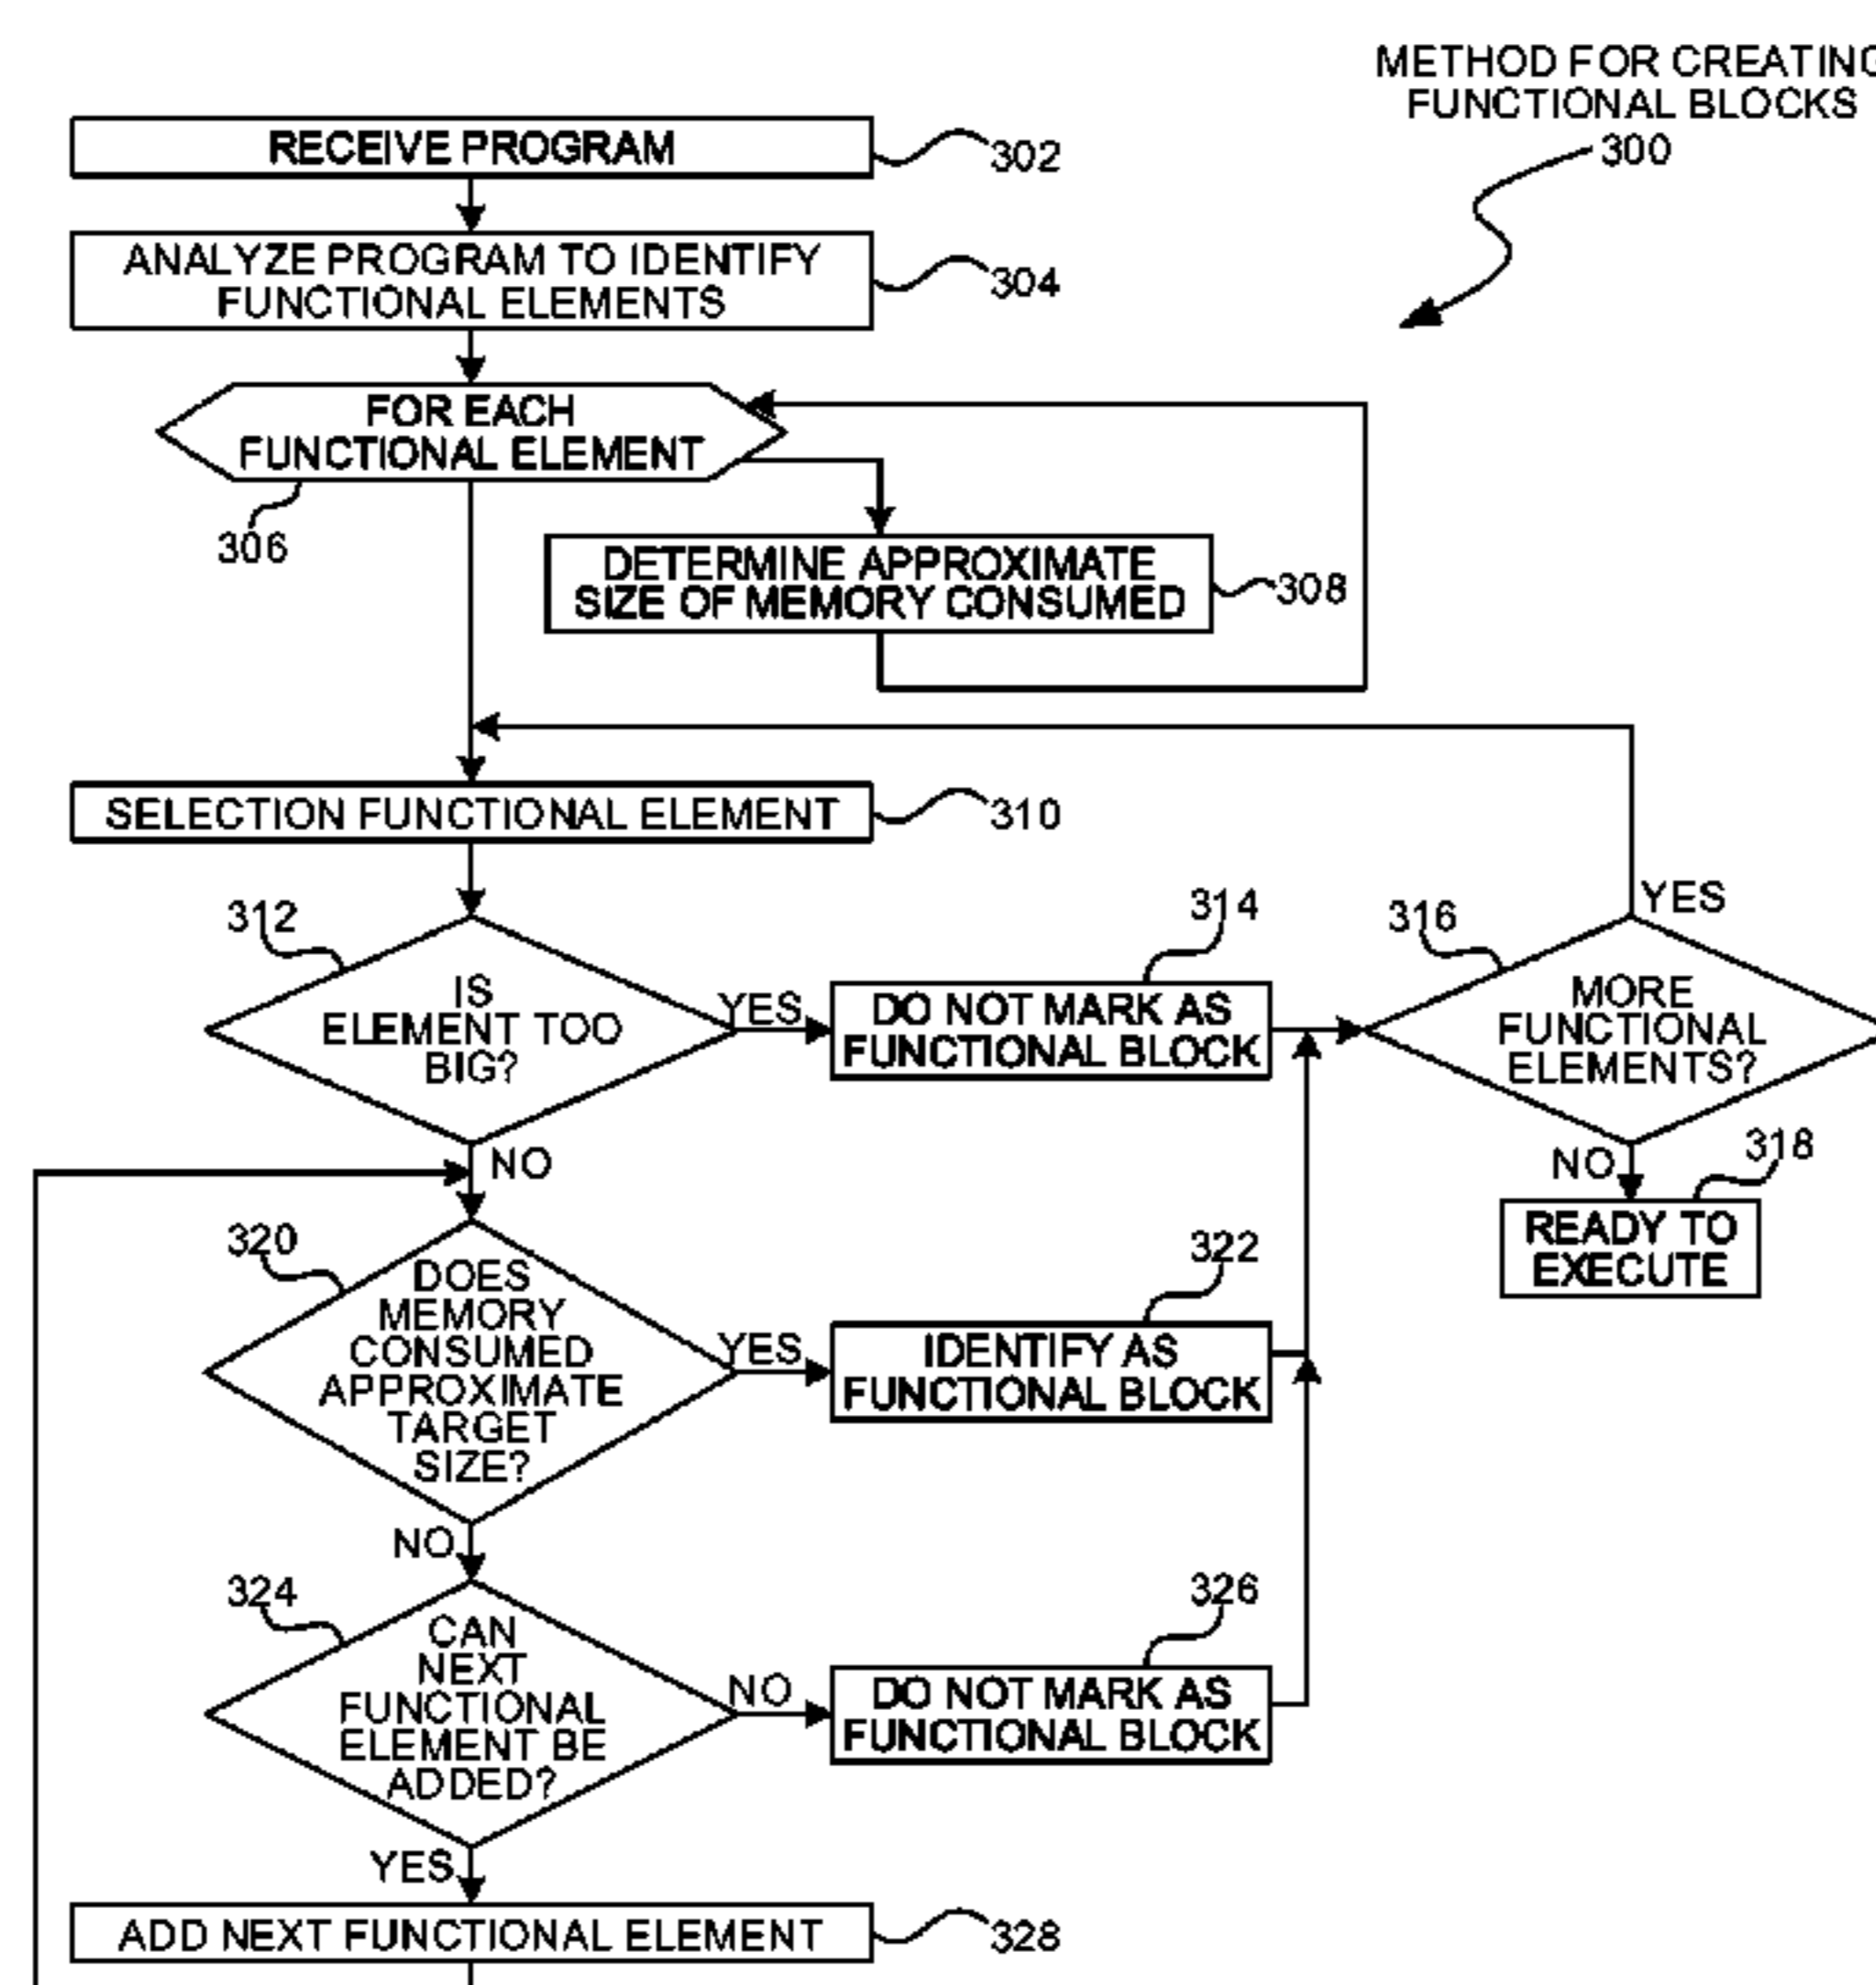 METHOD FOR CREATING
FUNCTIONAL BLOCKS
300
RECEIVE PROGRAM
302
ANALYZE PROGRAM TO IDENTIFY
FUNCTIONAL ELEMENTS
304
FOR EACH
FUNCTIONAL ELEMENT
306
DETERMINE APPROXIMATE
SIZE OF MEMORY CONSUMED
308
SELECTION FUNCTIONAL ELEMENT
310
312
IS
ELEMENT TOO
BIG?
YES
NO
314
DO NOT MARK AS
FUNCTIONAL BLOCK
316
MORE
FUNCTIONAL
ELEMENTS?
YES
NO
318
READY TO
EXECUTE
320
DOES
MEMORY
CONSUMED
APPROXIMATE
TARGET
SIZE?
YES
NO
322
IDENTIFY AS
FUNCTIONAL BLOCK
324
CAN
NEXT
FUNCTIONAL
ELEMENT BE
ADDED?
NO
YES
326
DO NOT MARK AS
FUNCTIONAL BLOCK
ADD NEXT FUNCTIONAL ELEMENT
328